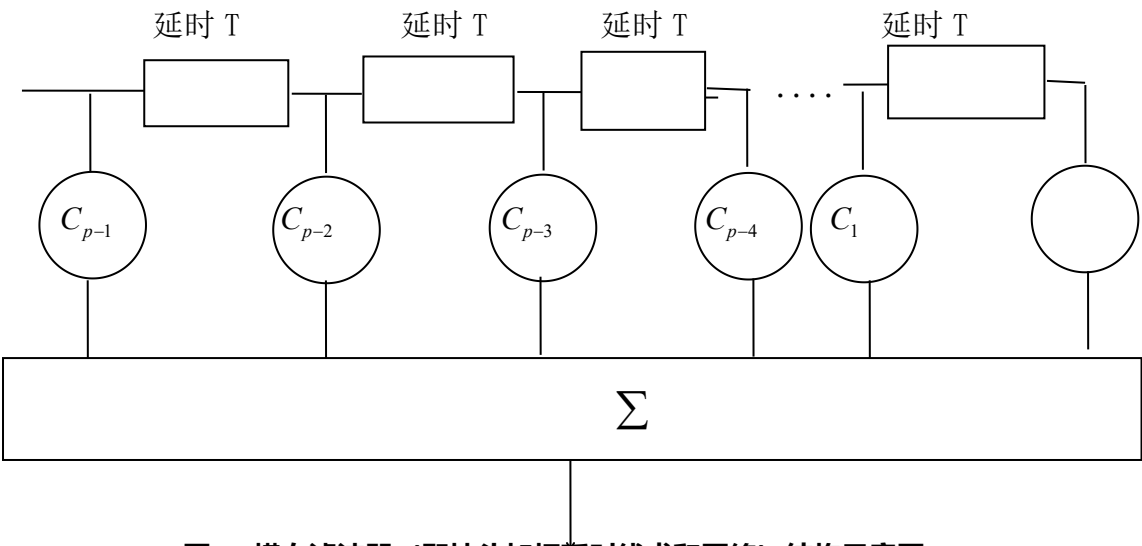 延时 T 延时 T 延时 T 延时 T
....
C_{p-1} C_{p-2} C_{p-3} C_{p-4} C_1
Σ